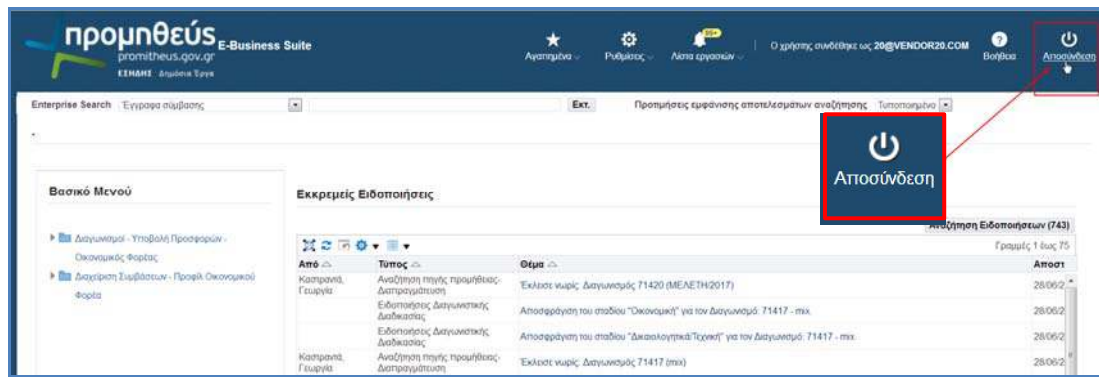 προμηθεύς E-Business Suite
promitheus.gov.gr
ΕΣΗΔΗΣ Δημόσια Έργα
Αγαπημένα
Ρυθμίσεις
99+
Λίστα εργασιών
Ο χρήστης συνδέθηκε ως 20@VENDOR20.COM
Βοήθεια
Αποσύνδεση
Enterprise Search Έγγραφα σύμβασης Εκτ. Προτιμήσεις εμφάνισης αποτελεσμάτων αναζήτησης Τυποποιημένο
Αποσύνδεση
Βασικό Μενού
Διαγωνισμοί - Υποβολή Προσφορών - Οικονομικός Φορέας
Διαχείριση Συμβάσεων - Προφίλ Οικονομικού Φορέα
Εκκρεμείς Ειδοποιήσεις
Αναζήτηση Ειδοποιήσεων (743)
Γραμμές 1 έως 75
Από Τύπος Θέμα Αποστ
Καστραντά, Γεωργία Αναζήτηση πηγής προμήθειας- Διαπραγμάτευση Έκλεισε νωρίς: Διαγωνισμός 71420 (ΜΕΛΕΤΗ/2017) 28/06/2
Ειδοποιήσεις Διαγωνιστικής Διαδικασίας Αποσφράγιση του σταδίου "Οικονομική" για τον Διαγωνισμό: 71417 - mix. 28/06/2
Ειδοποιήσεις Διαγωνιστικής Διαδικασίας Αποσφράγιση του σταδίου "Δικαιολογητικά/Τεχνική" για τον Διαγωνισμό: 71417 - mix. 28/06/2
Καστραντά, Γεωργία Αναζήτηση πηγής προμήθειας- Διαπραγμάτευση Έκλεισε νωρίς: Διαγωνισμός 71417 (mix) 28/06/2